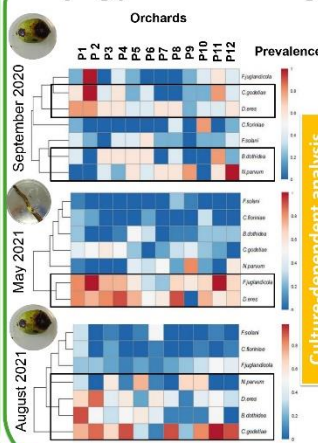 Orchards
P1 P 2 P3 P4 P5 P6 P7 P8 P9 P10 P11 P12
Prevalence
September 2020
F.juglandicola
C.godetiae
D.eres
C.fioriniae
F.solani
B.dothidea
N.parvum
May 2021
F.solani
C.fioriniae
B.dothidea
C.godetiae
N.parvum
F.juglandicola
D.eres
August 2021
F.solani
C.fioriniae
F.juglandicola
N.parvum
D.eres
B.dothidea
C.godetiae
Culture dependent analysis